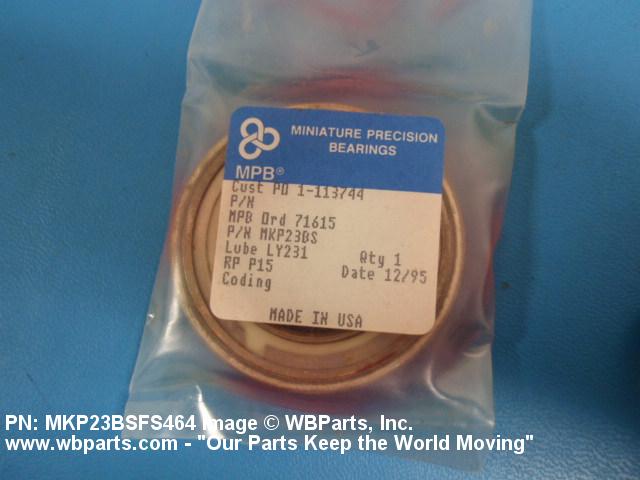 MINIATURE PRECISION
BEARINGS
MPB®
Cust PO 1-113744
P/N
MPB Ord 71615
P/N MKP23BS
Lube LY231 Qty 1
RP P15 Date 12/95
Coding
MADE IN USA
PN: MKP23BSFS464 Image © WBParts, Inc.
www.wbparts.com - "Our Parts Keep the World Moving"